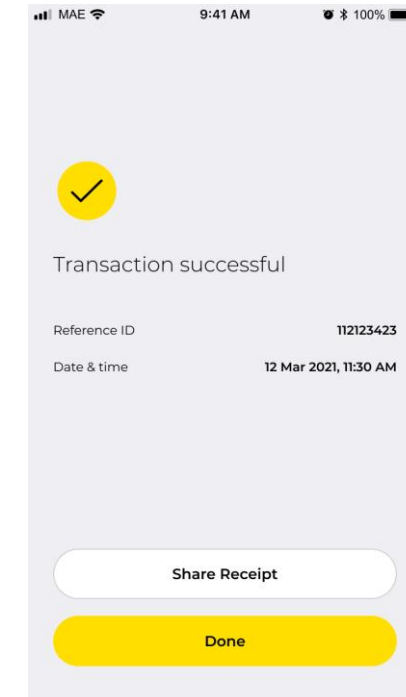 MAE 9:41 AM 100%
Transaction successful
Reference ID 112123423
Date & time 12 Mar 2021, 11:30 AM
Share Receipt
Done